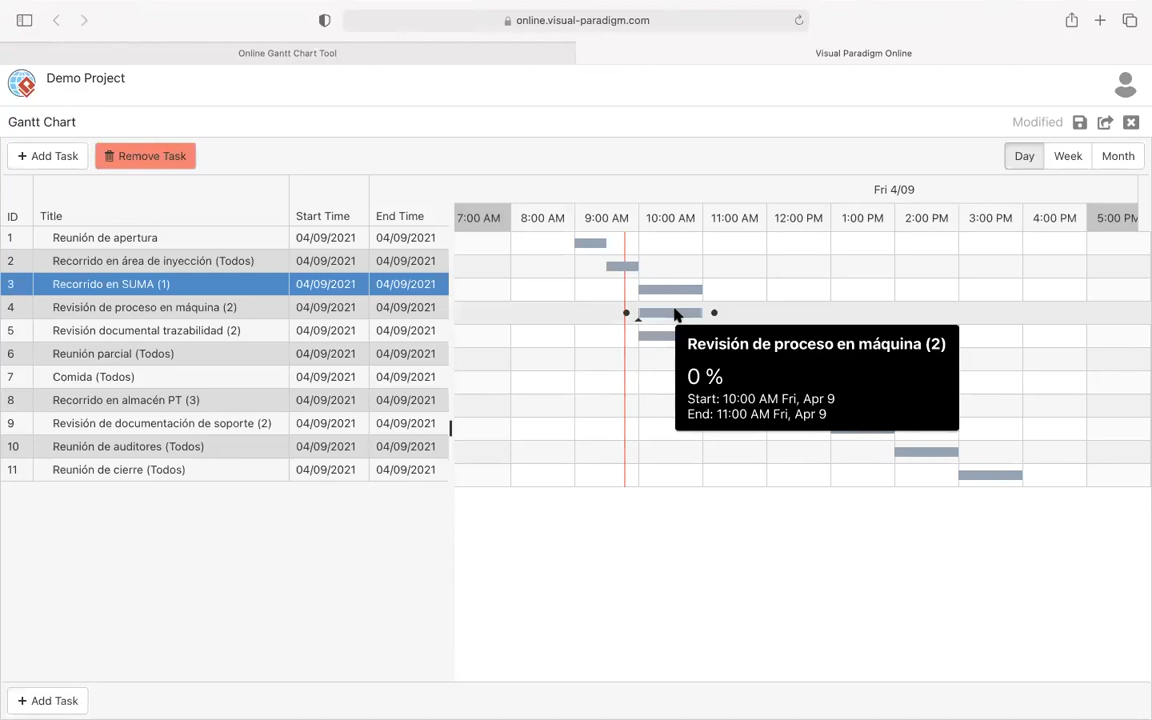 online.visual-paradigm.com
Online Gantt Chart Tool
Visual Paradigm Online
Demo Project
Gantt Chart
Modified
+ Add Task
Remove Task
Day
Week
Month
Fri 4/09
ID
Title
Start Time
End Time
7:00 AM
8:00 AM
9:00 AM
10:00 AM
11:00 AM
12:00 PM
1:00 PM
2:00 PM
3:00 PM
4:00 PM
5:00 PM
1 Reunión de apertura 04/09/2021 04/09/2021
2 Recorrido en área de inyección (Todos) 04/09/2021 04/09/2021
3 Recorrido en SUMA (1) 04/09/2021 04/09/2021
4 Revisión de proceso en máquina (2) 04/09/2021 04/09/2021
5 Revisión documental trazabilidad (2) 04/09/2021 04/09/2021
6 Reunión parcial (Todos) 04/09/2021 04/09/2021
7 Comida (Todos) 04/09/2021 04/09/2021
8 Recorrido en almacén PT (3) 04/09/2021 04/09/2021
9 Revisión de documentación de soporte (2) 04/09/2021 04/09/2021
10 Reunión de auditores (Todos) 04/09/2021 04/09/2021
11 Reunión de cierre (Todos) 04/09/2021 04/09/2021
Revisión de proceso en máquina (2)
0 %
Start: 10:00 AM Fri, Apr 9
End: 11:00 AM Fri, Apr 9
+ Add Task